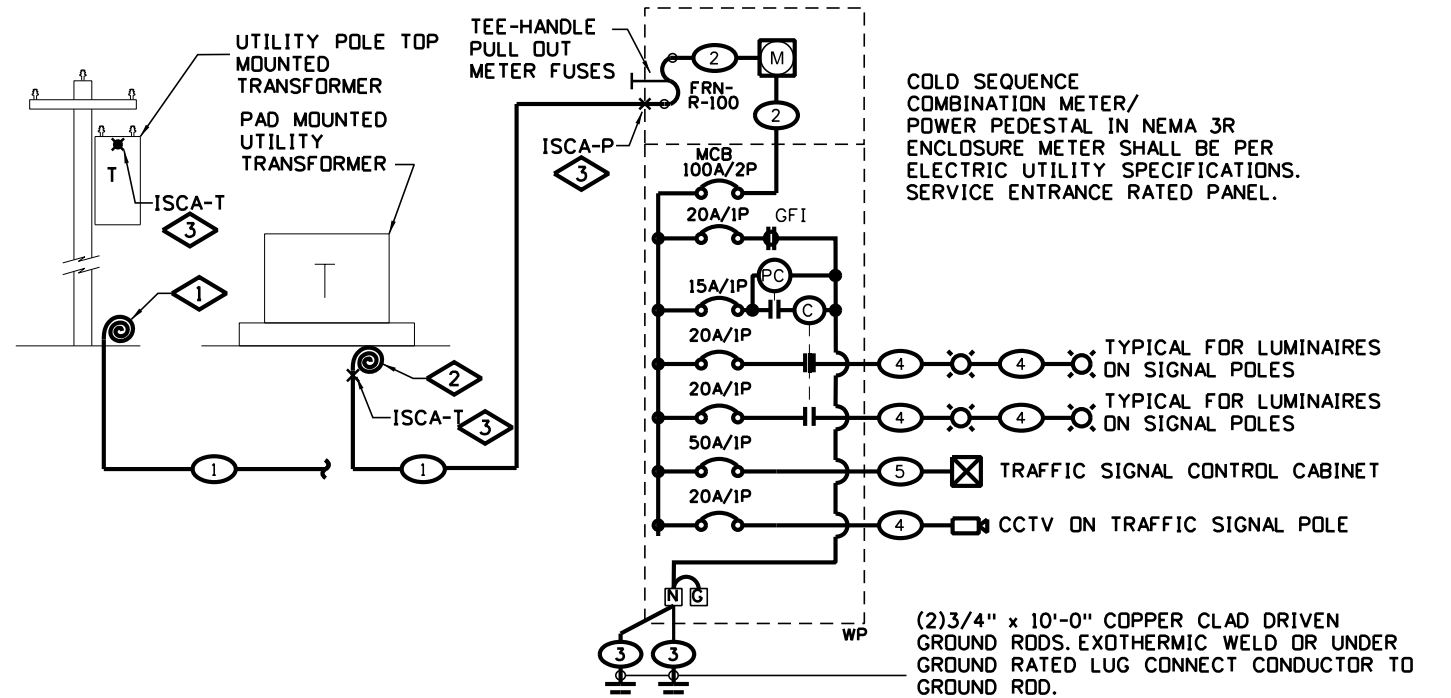 UTILITY POLE TOP
MOUNTED
TRANSFORMER
PAD MOUNTED
UTILITY
TRANSFORMER
T
ISCA-T
3
1
T
2
ISCA-T
3
1
1
TEE-HANDLE
PULL OUT
METER FUSES
FRN-
R-100
2
M
2
ISCA-P
3
MCB
100A/2P
20A/1P
GFI
PC
15A/1P
C
20A/1P
4
4
TYPICAL FOR LUMINAIRES
ON SIGNAL POLES
20A/1P
4
4
TYPICAL FOR LUMINAIRES
ON SIGNAL POLES
50A/1P
5
TRAFFIC SIGNAL CONTROL CABINET
20A/1P
4
CCTV ON TRAFFIC SIGNAL POLE
N
G
WP
3
3
COLD SEQUENCE
COMBINATION METER/
POWER PEDESTAL IN NEMA 3R
ENCLOSURE METER SHALL BE PER
ELECTRIC UTILITY SPECIFICATIONS.
SERVICE ENTRANCE RATED PANEL.
(2)3/4" x 10'-0" COPPER CLAD DRIVEN
GROUND RODS. EXOTHERMIC WELD OR UNDER
GROUND RATED LUG CONNECT CONDUCTOR TO
GROUND ROD.